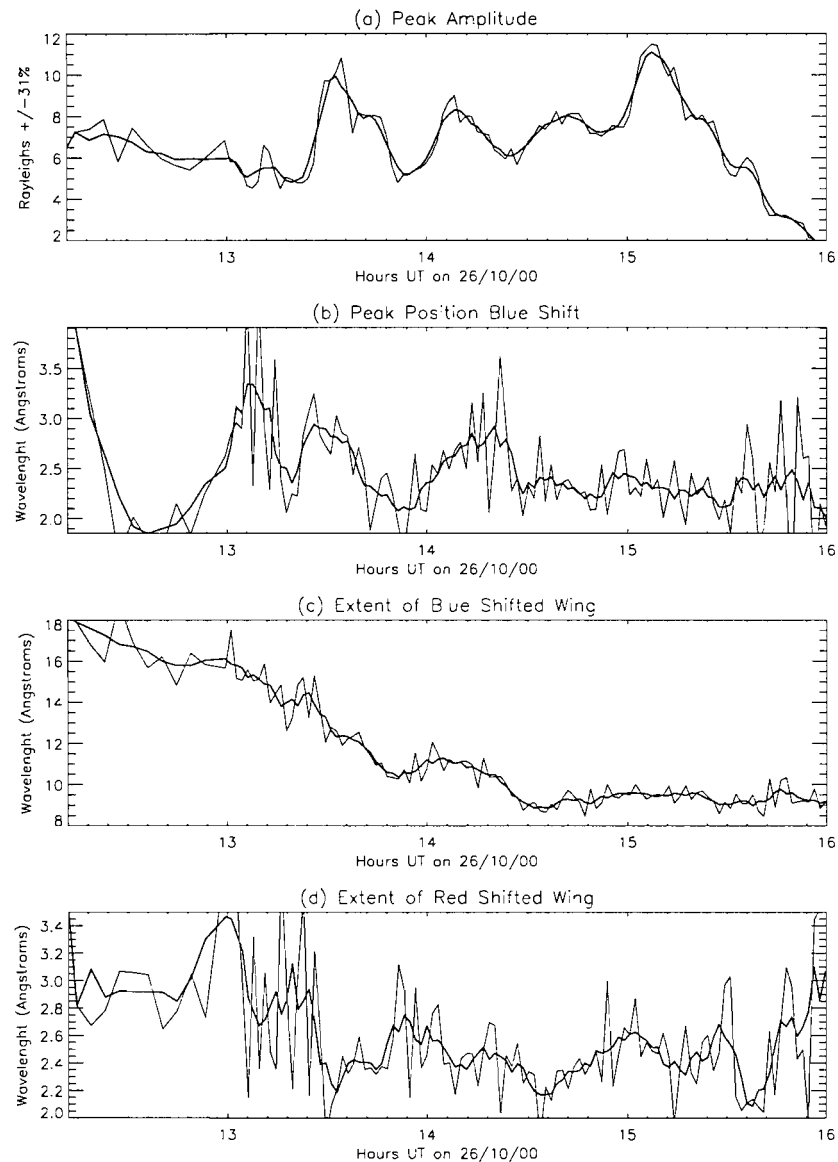 (a) Peak Amplitude
12
10
8
6
4
2
Rayleighs +/-31%
13 14 15 16
Hours UT on 26/10/00
(b) Peak Position Blue Shift
3.5
3.0
2.5
2.0
Wavelenght (Angstroms)
13 14 15 16
Hours UT on 26/10/00
(c) Extent of Blue Shifted Wing
18
16
14
12
10
8
Wavelenght (Angstroms)
13 14 15 16
Hours UT on 26/10/00
(d) Extent of Red Shifted Wing
3.4
3.0
2.8
2.6
2.4
2.2
2.0
Wavelenght (Angstroms)
13 14 15 16
Hours UT on 26/10/00